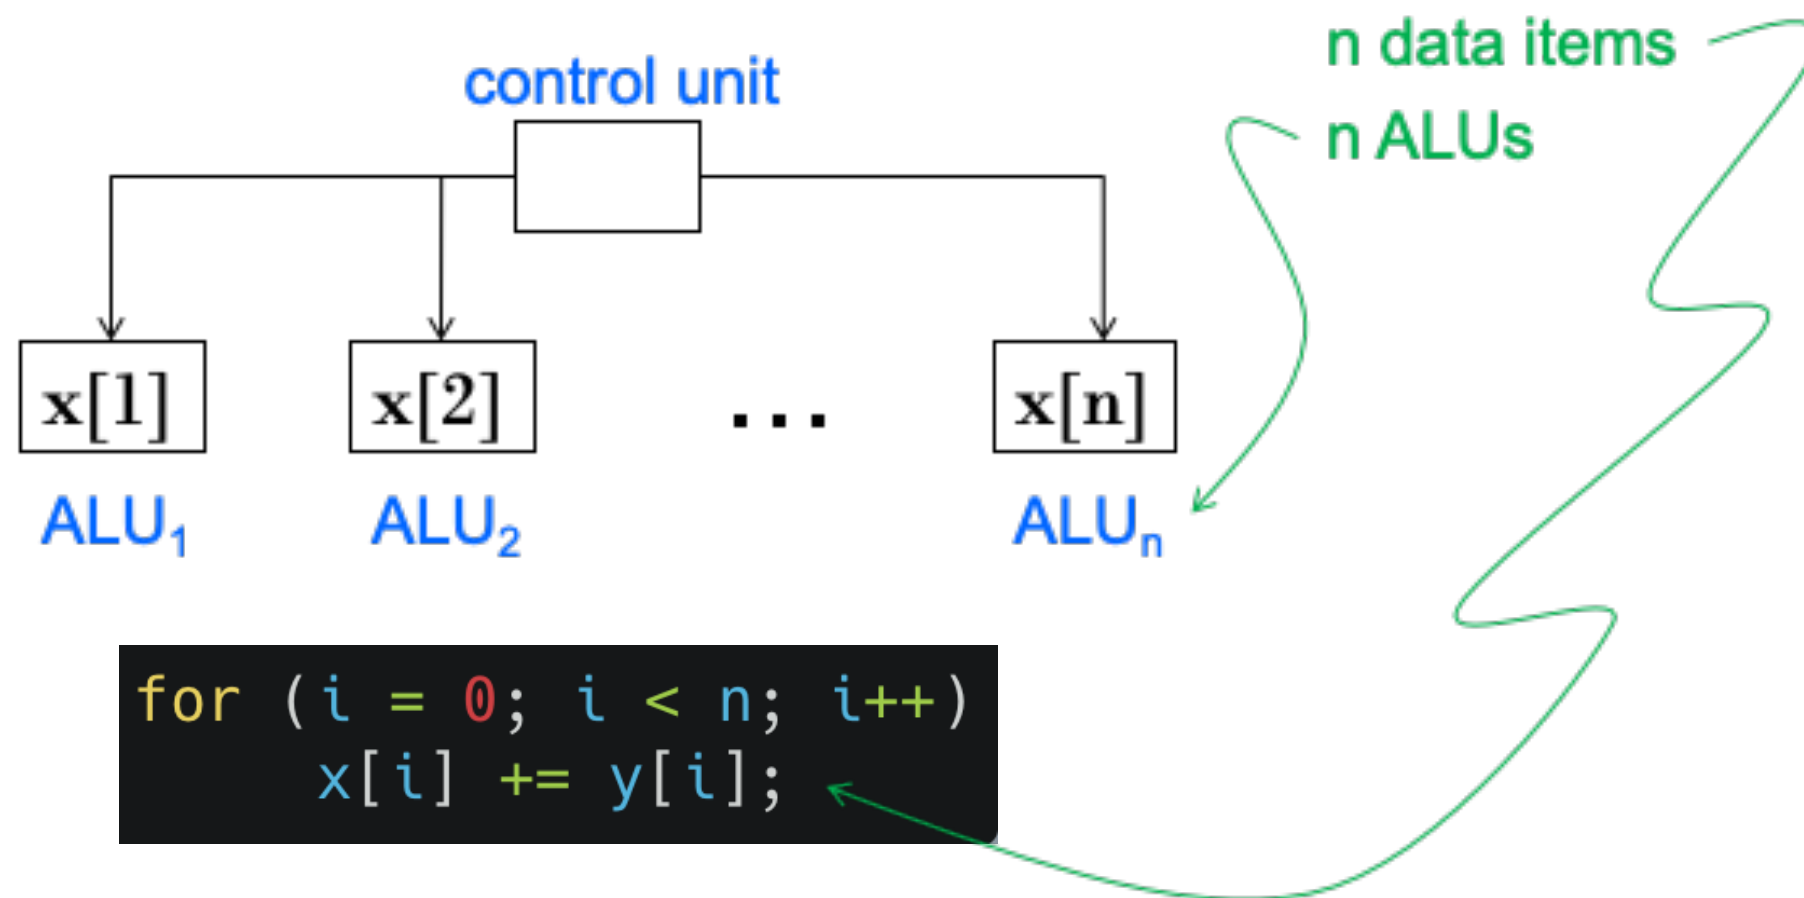 n data items
control unit
n ALUs
x[1] x[2] ... x[n]
ALU₁ ALU₂ ALUₙ
for (i = 0; i < n; i++)
x[i] += y[i];